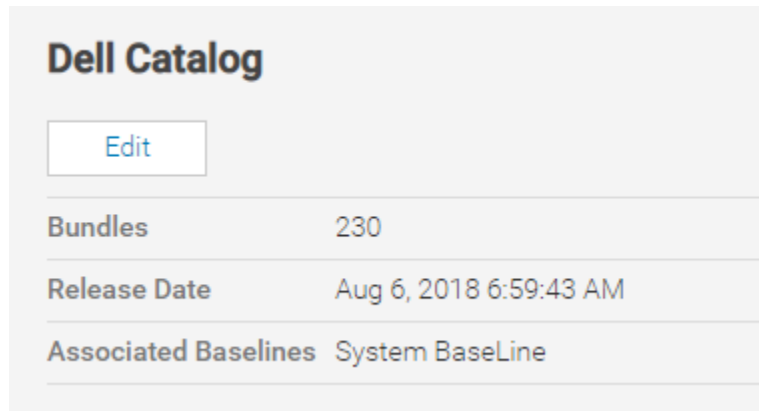 Dell Catalog
Edit
Bundles 230
Release Date Aug 6, 2018 6:59:43 AM
Associated Baselines System BaseLine